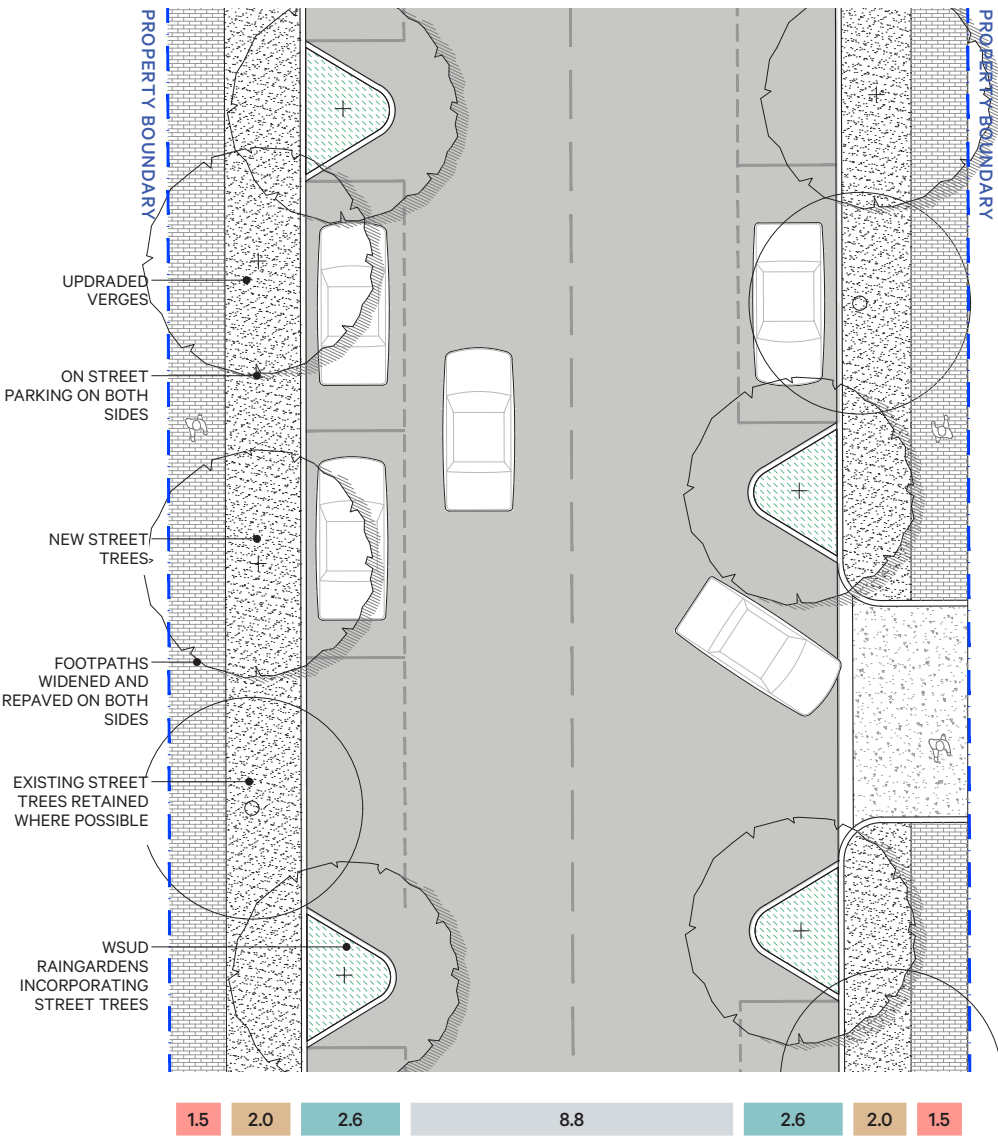 PROPERTY BOUNDARY
PROPERTY BOUNDARY
UPDRADED
VERGES
ON STREET
PARKING ON BOTH
SIDES
NEW STREET
TREES
FOOTPATHS
WIDENED AND
REPAVED ON BOTH
SIDES
EXISTING STREET
TREES RETAINED
WHERE POSSIBLE
WSUD
RAINGARDENS
INCORPORATING
STREET TREES
1.5 2.0 2.6 8.8 2.6 2.0 1.5